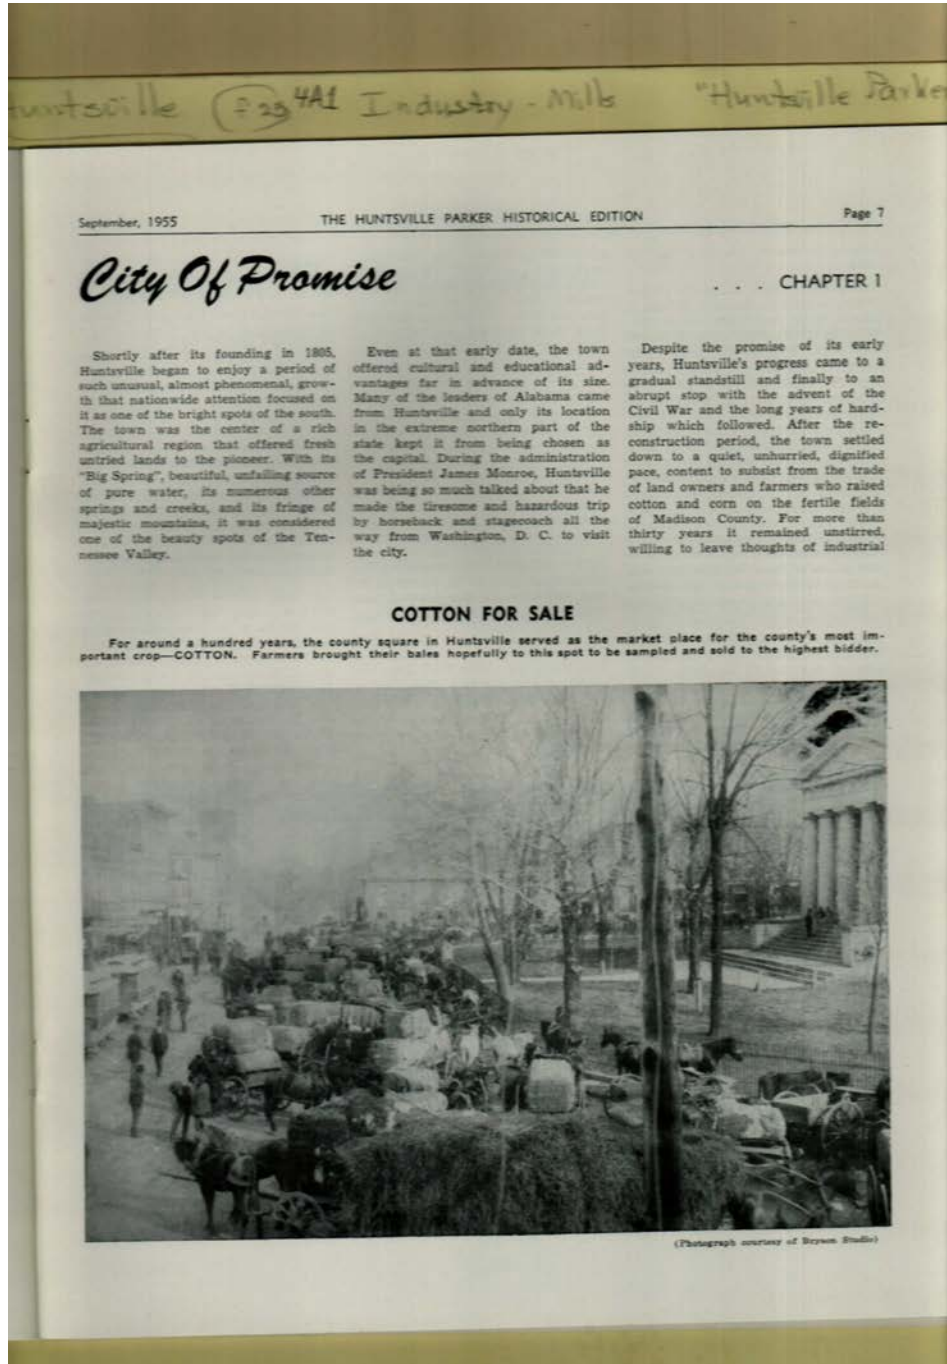 Huntsville f23 4A1 Industry - Mills "Huntsville Parker
September, 1955 THE HUNTSVILLE PARKER HISTORICAL EDITION Page 7
City Of Promise
. . . CHAPTER 1
Shortly after its founding in 1805,
Huntsville began to enjoy a period of
such unusual, almost phenomenal, grow-
th that nationwide attention focused on
it as one of the bright spots of the south.
The town was the center of a rich
agricultural region that offered fresh
untried lands to the pioneer. With its
"Big Spring", beautiful, unfailing source
of pure water, its numerous other
springs and creeks, and its fringe of
majestic mountains, it was considered
one of the beauty spots of the Ten-
nessee Valley.
Even at that early date, the town
offered cultural and educational ad-
vantages far in advance of its size.
Many of the leaders of Alabama came
from Huntsville and only its location
in the extreme northern part of the
state kept it from being chosen as
the capital. During the administration
of President James Monroe, Huntsville
was being so much talked about that he
made the tiresome and hazardous trip
by horseback and stagecoach all the
way from Washington, D. C. to visit
the city.
Despite the promise of its early
years, Huntsville's progress came to a
gradual standstill and finally to an
abrupt stop with the advent of the
Civil War and the long years of hard-
ship which followed. After the re-
construction period, the town settled
down to a quiet, unhurried, dignified
pace, content to subsist from the trade
of land owners and farmers who raised
cotton and corn on the fertile fields
of Madison County. For more than
thirty years it remained unstirred,
willing to leave thoughts of industrial
COTTON FOR SALE
For around a hundred years, the county square in Huntsville served as the market place for the county's most im-
portant crop—COTTON. Farmers brought their bales hopefully to this spot to be sampled and sold to the highest bidder.
(Photograph courtesy of Bryson Studio)